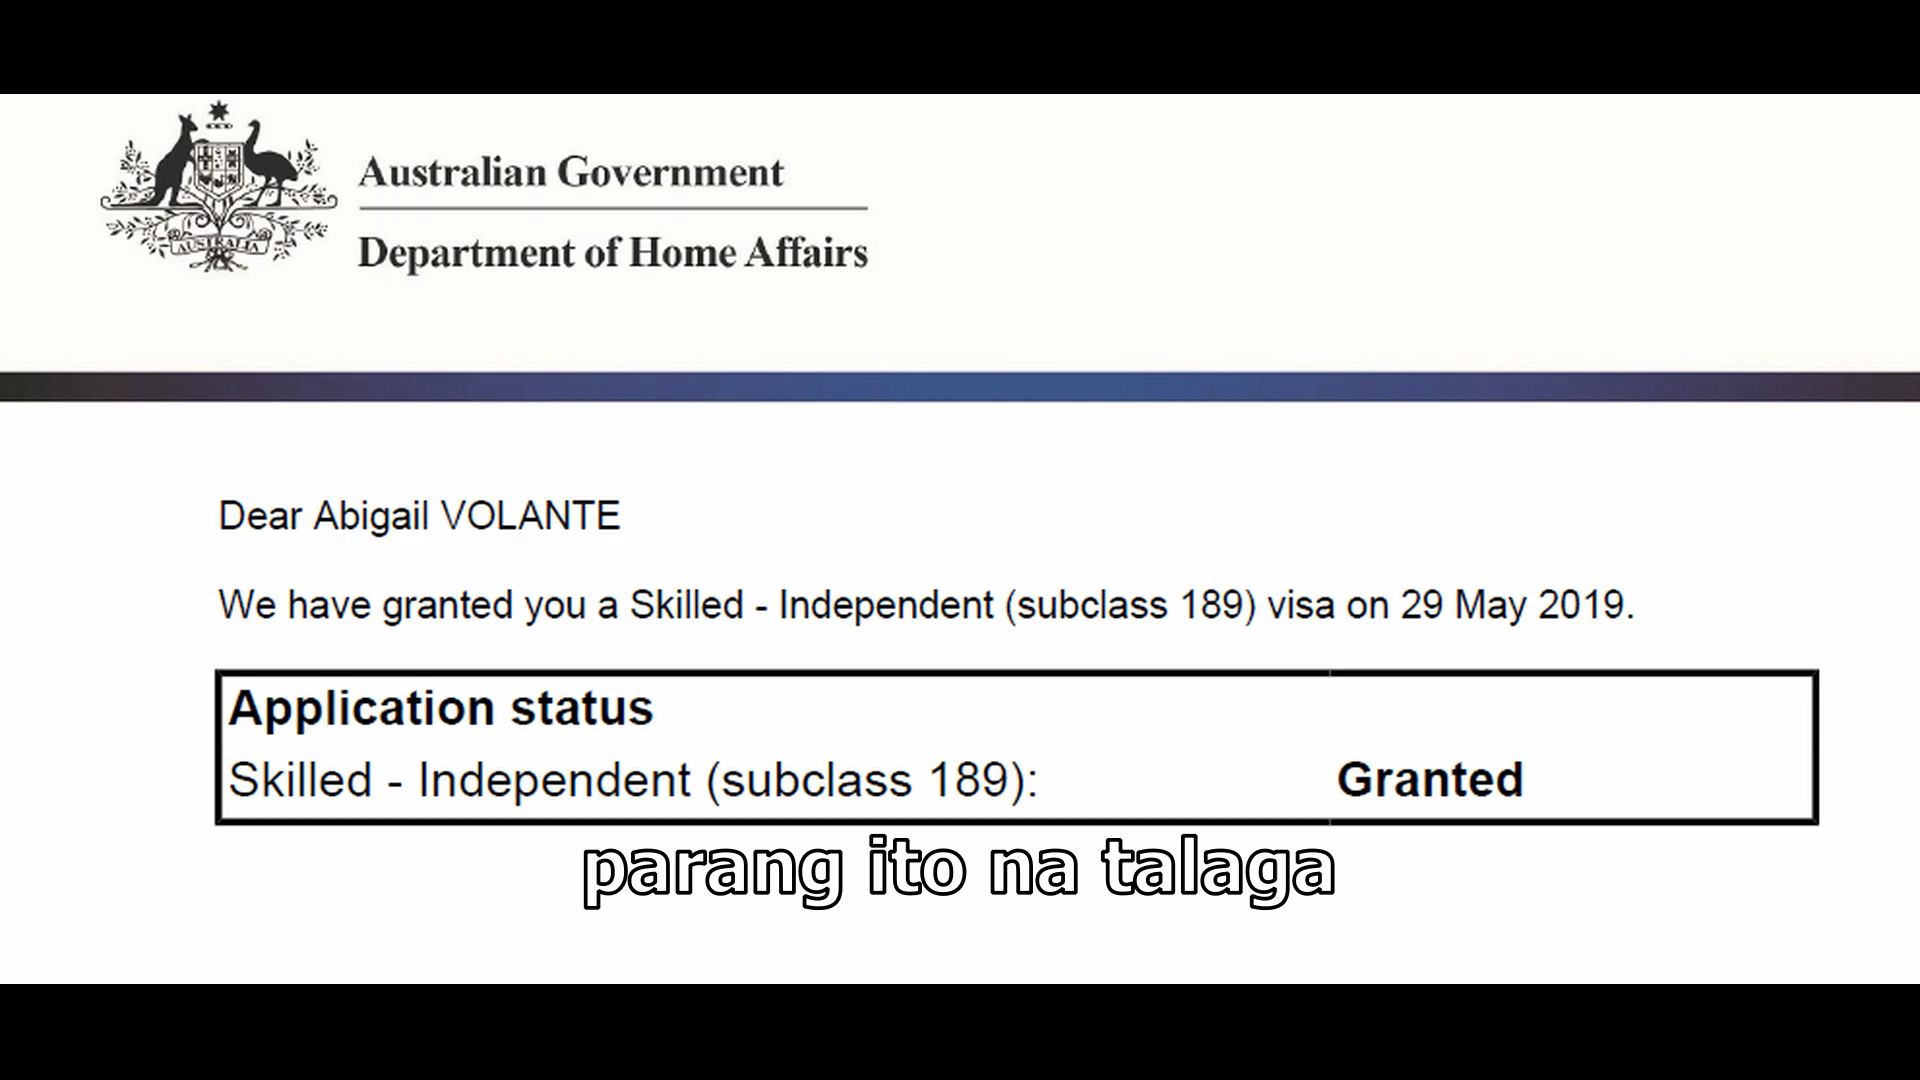 Australian Government
Department of Home Affairs
AUSTRALIA
Dear Abigail VOLANTE
We have granted you a Skilled - Independent (subclass 189) visa on 29 May 2019.
Application status
Skilled - Independent (subclass 189): Granted
parang ito na talaga